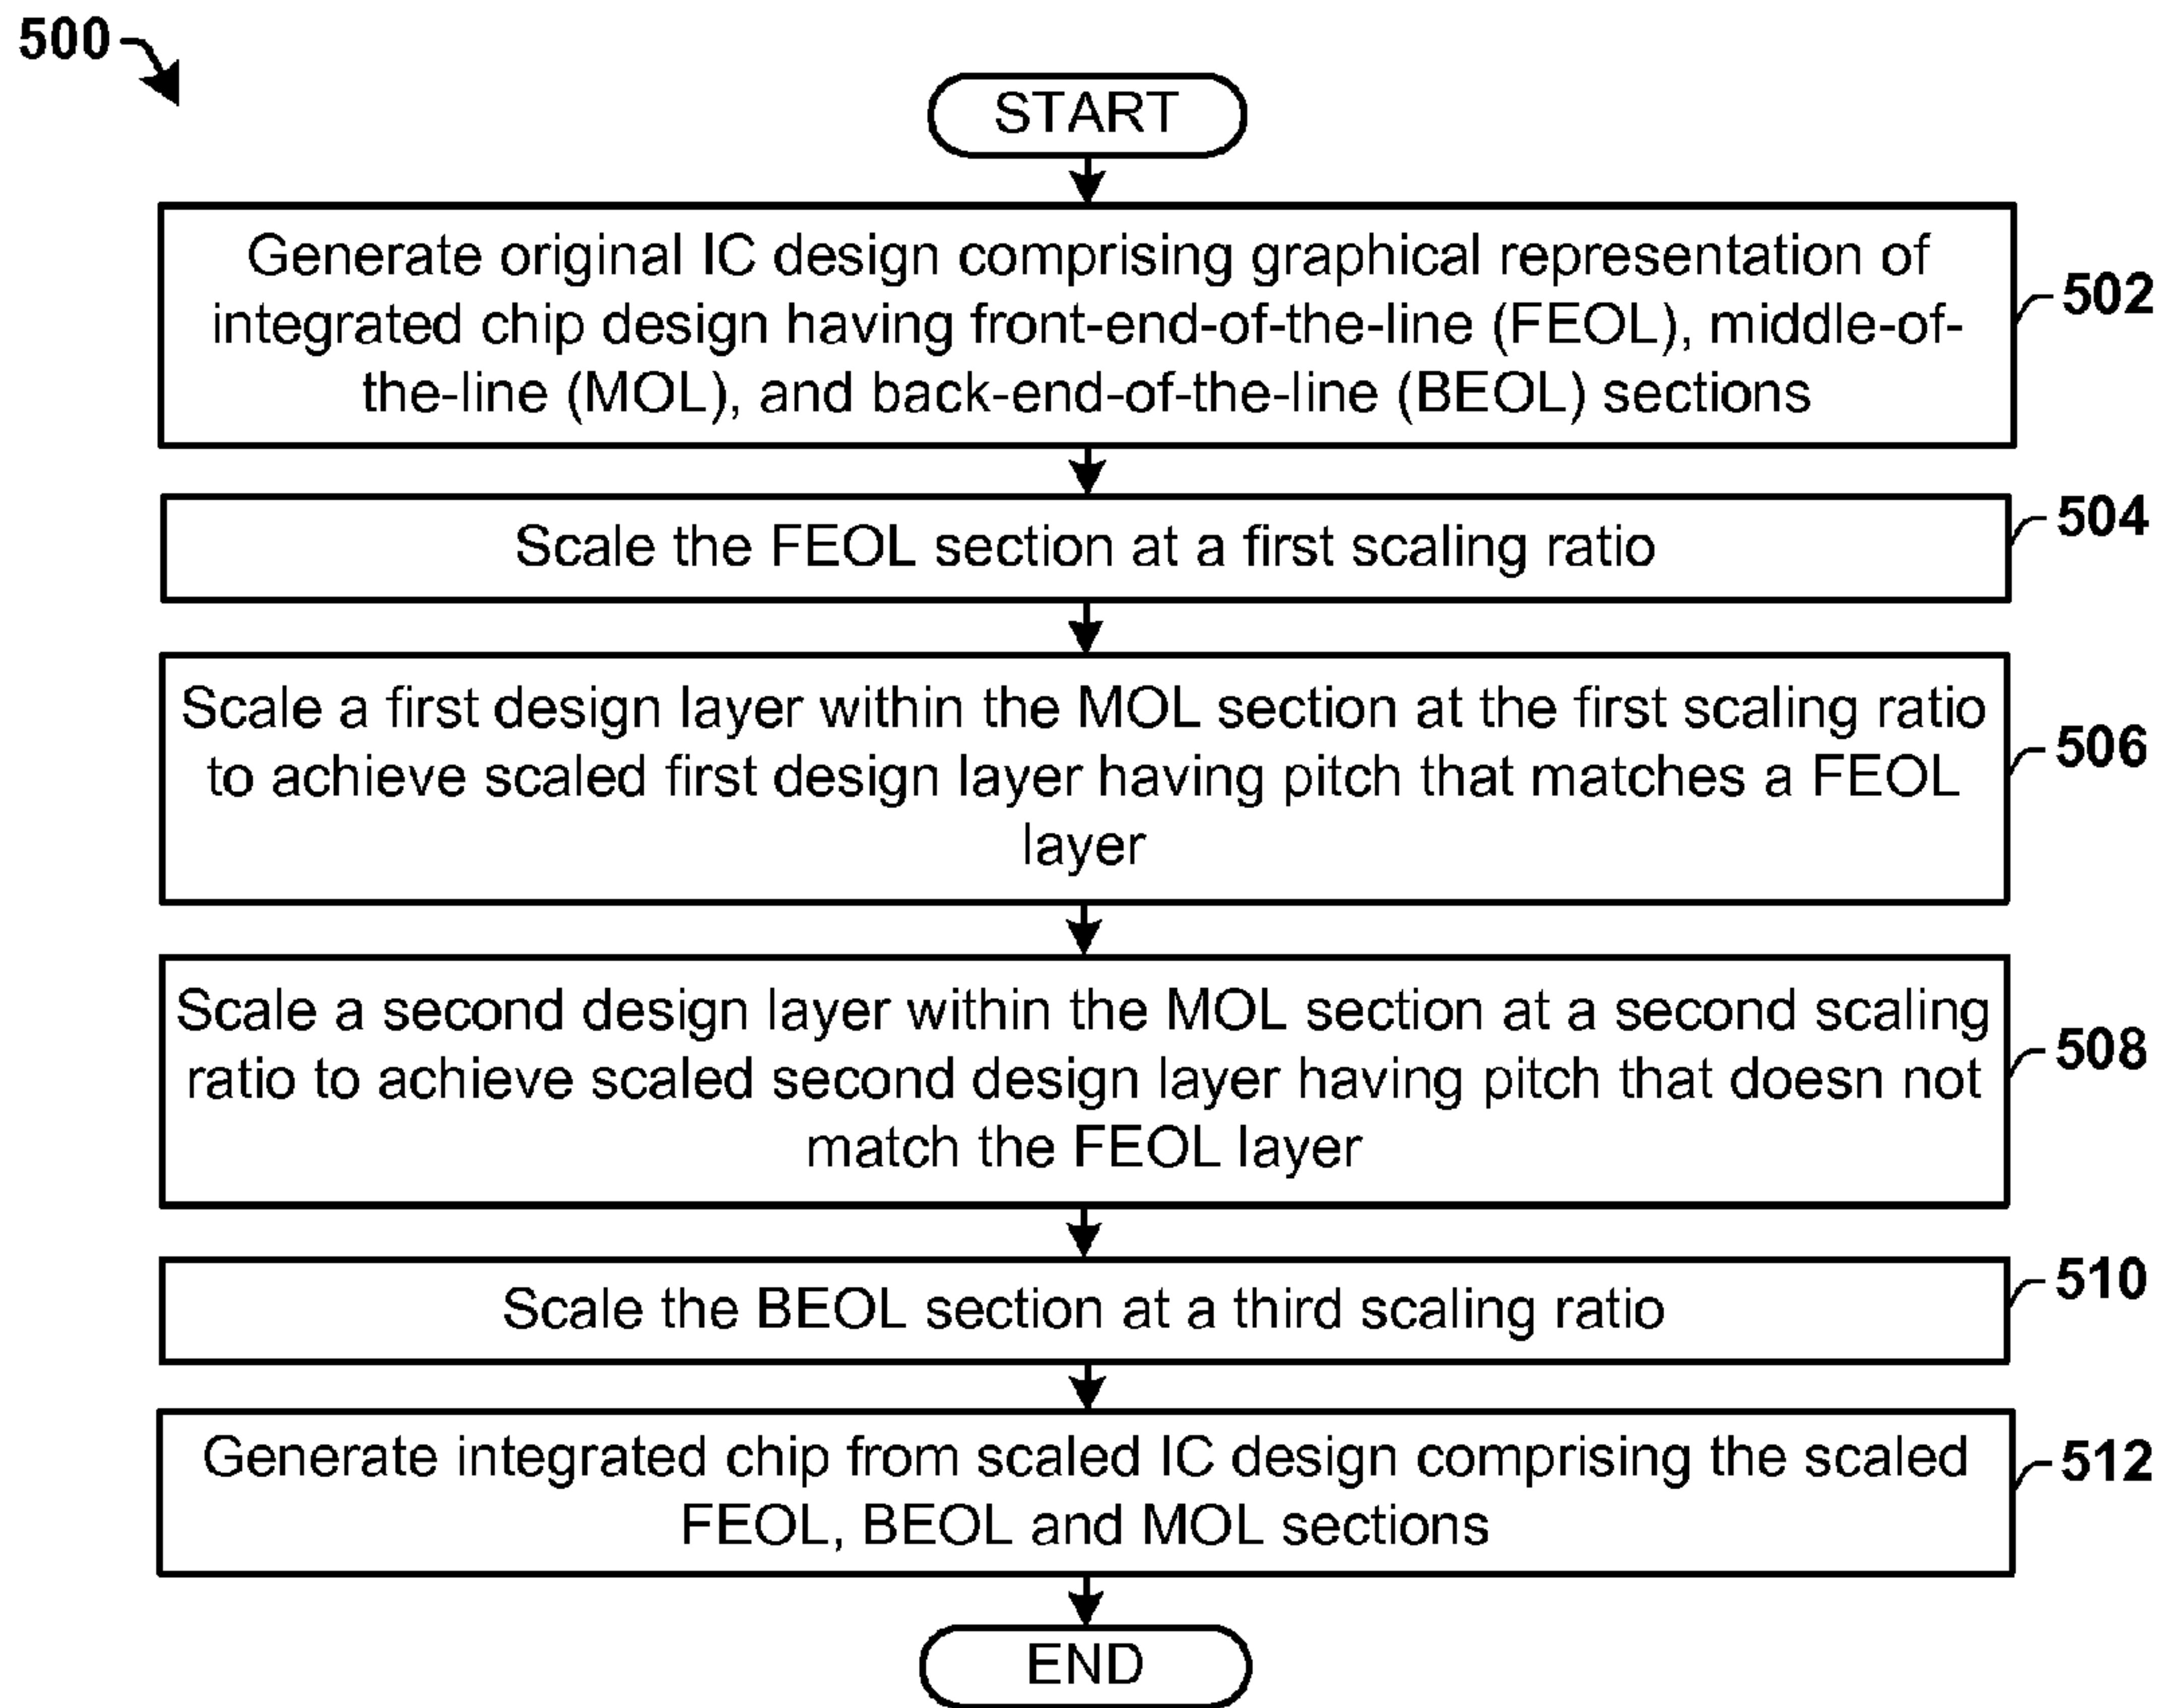 500
START
Generate original IC design comprising graphical representation of
integrated chip design having front-end-of-the-line (FEOL), middle-of-
the-line (MOL), and back-end-of-the-line (BEOL) sections
502
Scale the FEOL section at a first scaling ratio
504
Scale a first design layer within the MOL section at the first scaling ratio
to achieve scaled first design layer having pitch that matches a FEOL
layer
506
Scale a second design layer within the MOL section at a second scaling
ratio to achieve scaled second design layer having pitch that doesn not
match the FEOL layer
508
Scale the BEOL section at a third scaling ratio
510
Generate integrated chip from scaled IC design comprising the scaled
FEOL, BEOL and MOL sections
512
END